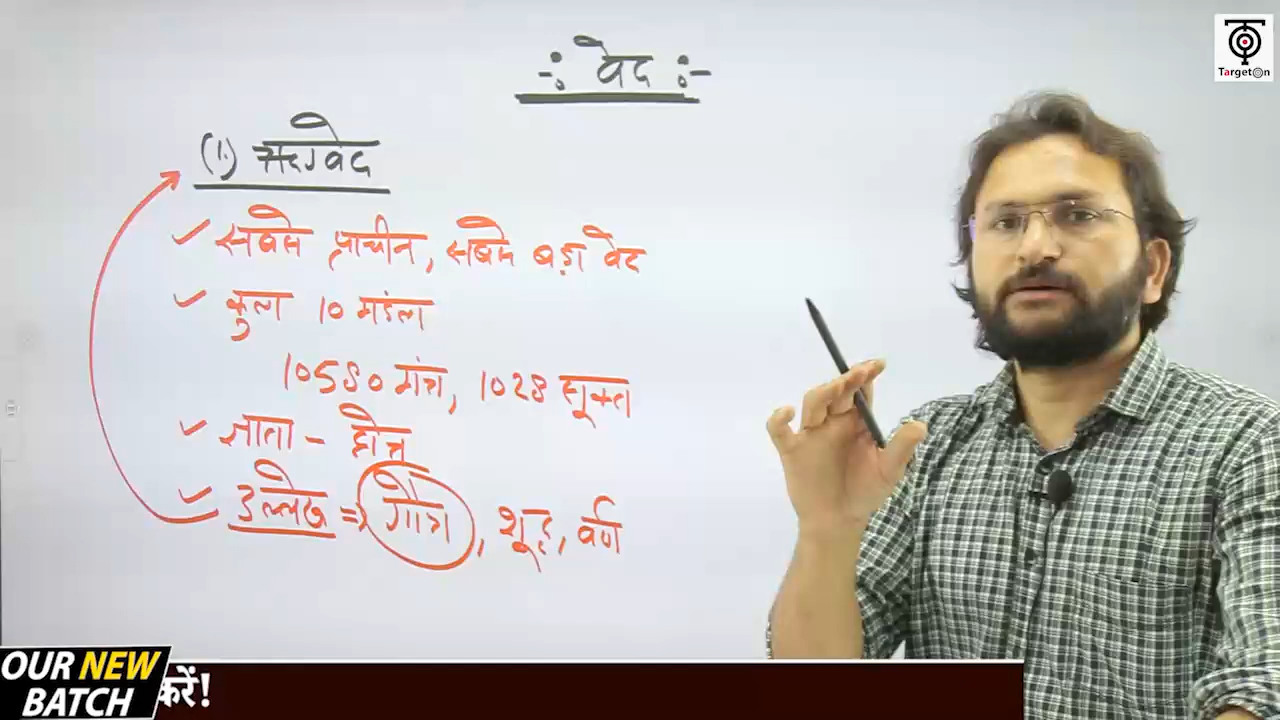 -: वेद :-
(1.) ऋग्वेद
✓ सबसे प्राचीन, सबसे बड़ा वेद
✓ कुल 10 मंडल
10580 मंत्र, 1028 सूक्त
✓ ज्ञाता - होत्र
✓ उल्लेख => गौत्र, शूद्र, वर्ण
TargetOn
OUR NEW
BATCH
करें!